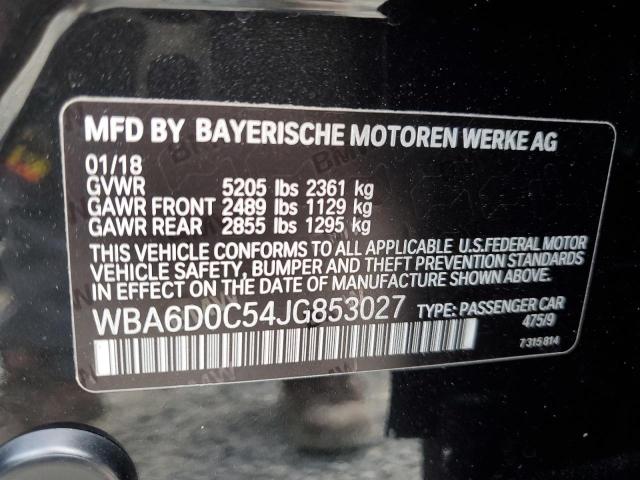 MFD BY BAYERISCHE MOTOREN WERKE AG
01/18
GVWR 5205 lbs 2361 kg
GAWR FRONT 2489 lbs 1129 kg
GAWR REAR 2855 lbs 1295 kg
THIS VEHICLE CONFORMS TO ALL APPLICABLE U.S.FEDERAL MOTOR
VEHICLE SAFETY, BUMPER AND THEFT PREVENTION STANDARDS
IN EFFECT ON THE DATE OF MANUFACTURE SHOWN ABOVE.
WBA6D0C54JG853027 TYPE: PASSENGER CAR
475/9
7 315 814